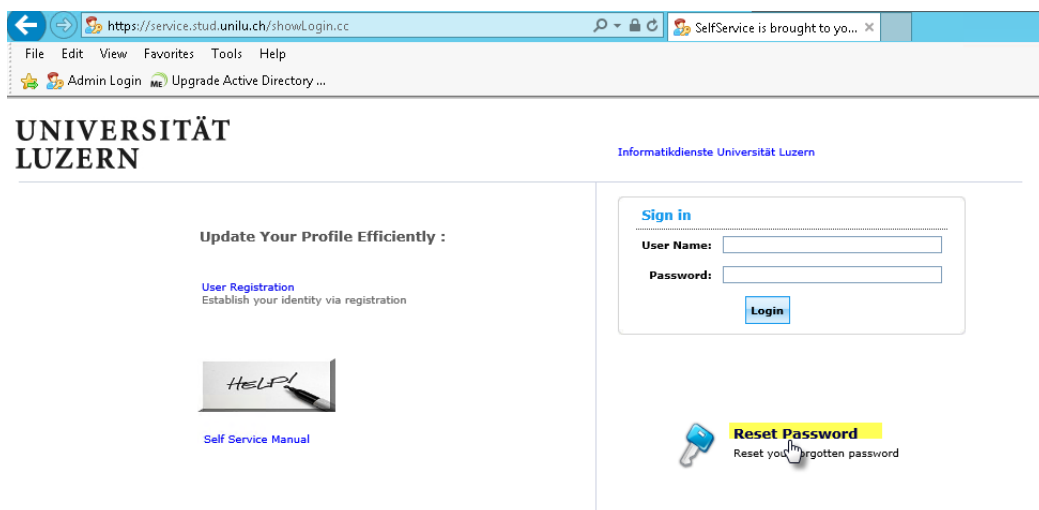 https://service.stud.unilu.ch/showLogin.cc
SelfService is brought to yo...
File Edit View Favorites Tools Help
Admin Login ME Upgrade Active Directory ...
UNIVERSITÄT
LUZERN
Informatikdienste Universität Luzern
Update Your Profile Efficiently :
User Registration
Establish your identity via registration
HELP!
Self Service Manual
Sign in
User Name:
Password:
Login
Reset Password
Reset your forgotten password